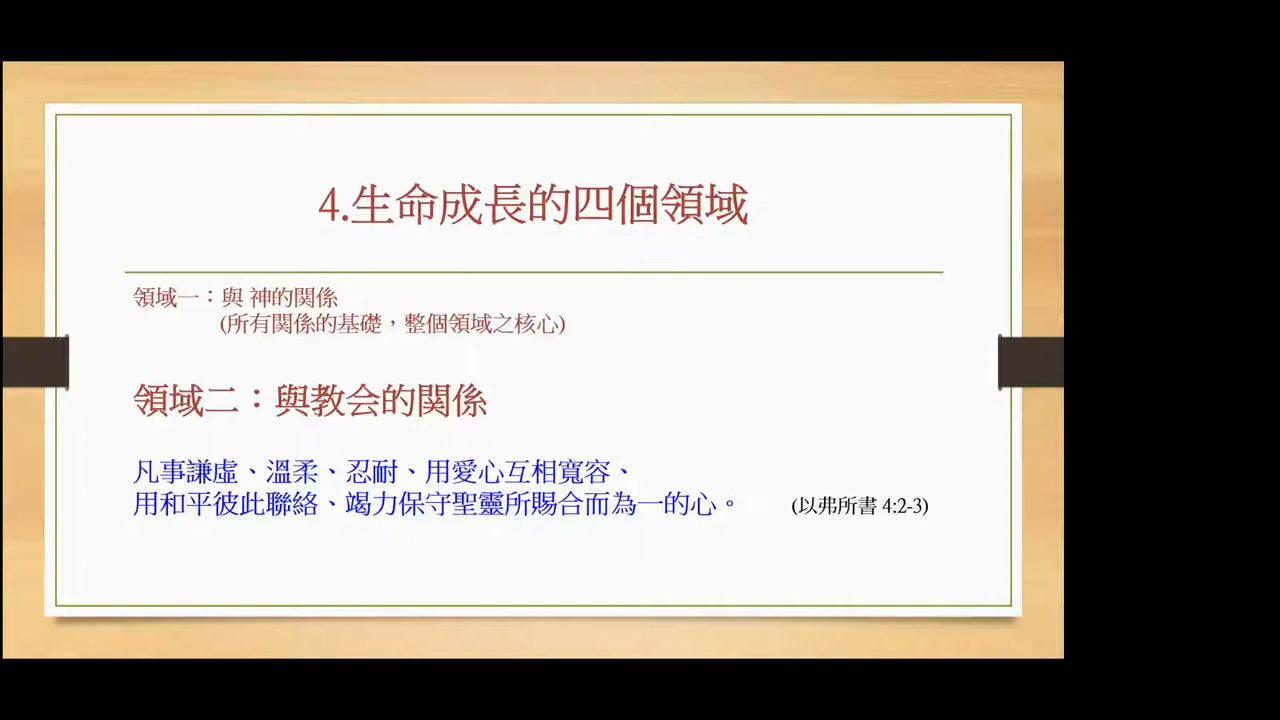 4.生命成長的四個領域
領域一：與 神的関係
(所有関係的基礎，整個領域之核心)
領域二：與教会的関係
凡事謙虛、溫柔、忍耐、用愛心互相寬容、
用和平彼此聯絡、竭力保守聖靈所賜合而為一的心。 (以弗所書 4:2-3)